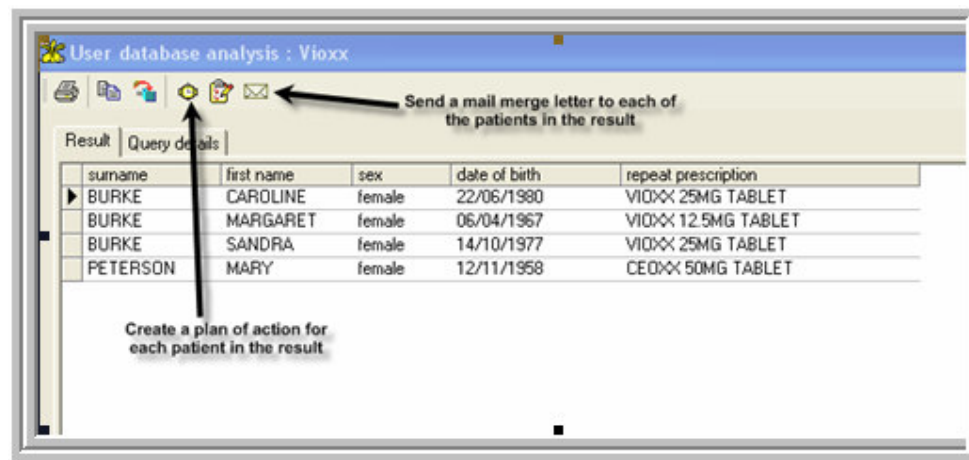 User database analysis : Vioxx
Send a mail merge letter to each of
the patients in the result
Result Query details
surname first name sex date of birth repeat prescription
BURKE CAROLINE female 22/06/1980 VIOXX 25MG TABLET
BURKE MARGARET female 06/04/1967 VIOXX 12.5MG TABLET
BURKE SANDRA female 14/10/1977 VIOXX 25MG TABLET
PETERSON MARY female 12/11/1958 CEOXX 50MG TABLET
Create a plan of action for
each patient in the result